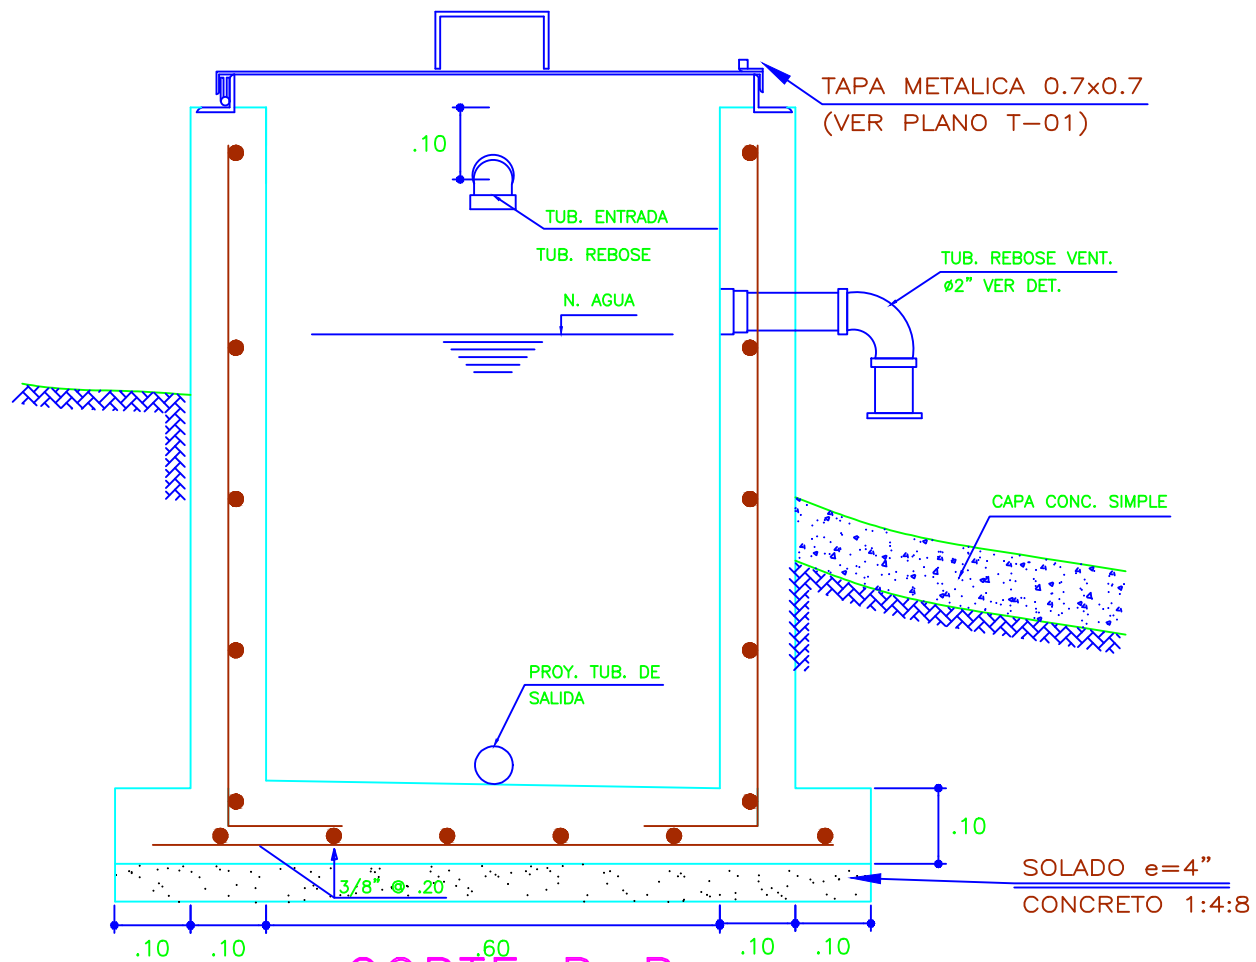 TAPA METALICA 0.7x0.7
(VER PLANO T-01)
.10
TUB. ENTRADA
TUB. REBOSE
TUB. REBOSE VENT.
ø2" VER DET.
N. AGUA
CAPA CONC. SIMPLE
PROY. TUB. DE
SALIDA
.10
SOLADO e=4"
CONCRETO 1:4:8
3/8" @ .20
.10 .10 .60 .10 .10
CORTE B-B